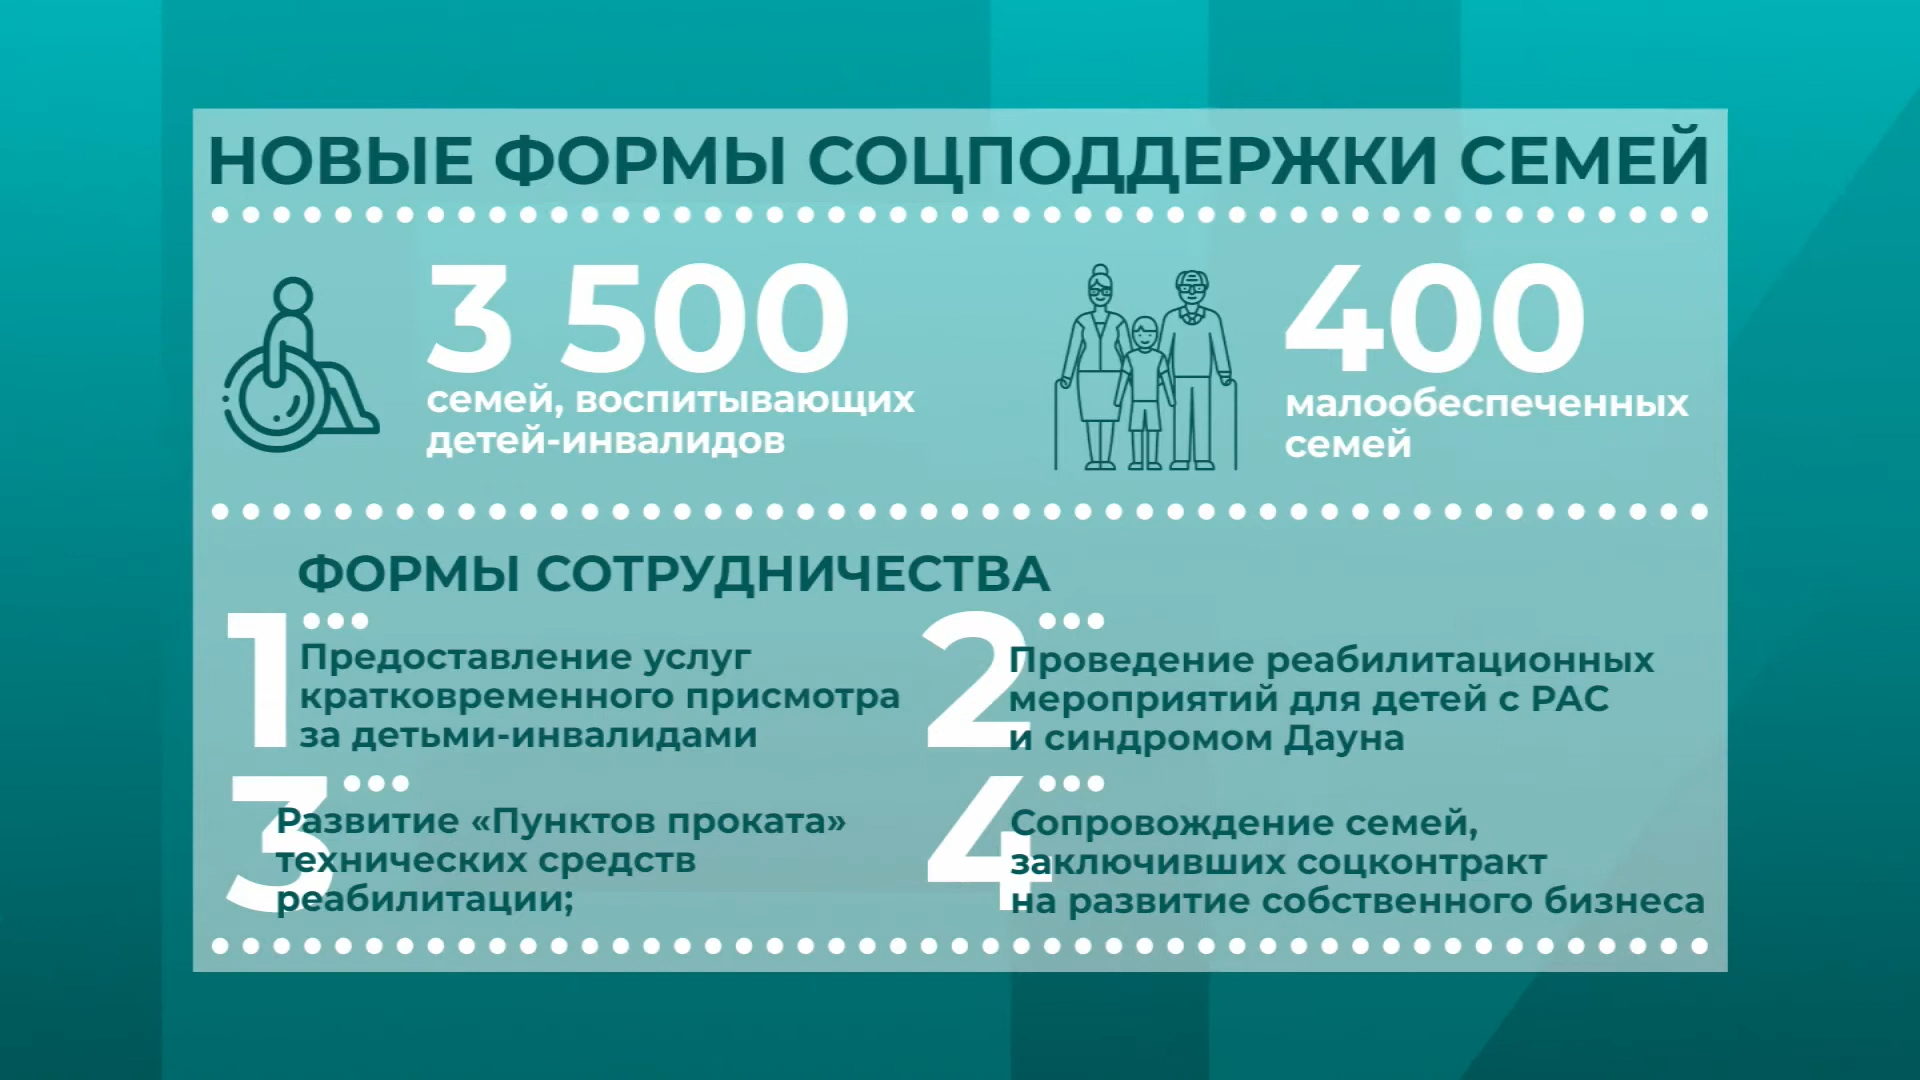 НОВЫЕ ФОРМЫ СОЦПОДДЕРЖКИ СЕМЕЙ
3 500
семей, воспитывающих
детей-инвалидов
400
малообеспеченных
семей
ФОРМЫ СОТРУДНИЧЕСТВА
1
Предоставление услуг
кратковременного присмотра
за детьми-инвалидами
2
Проведение реабилитационных
мероприятий для детей с РАС
и синдромом Дауна
3
Развитие «Пунктов проката»
технических средств
реабилитации;
4
Сопровождение семей,
заключивших соцконтракт
на развитие собственного бизнеса